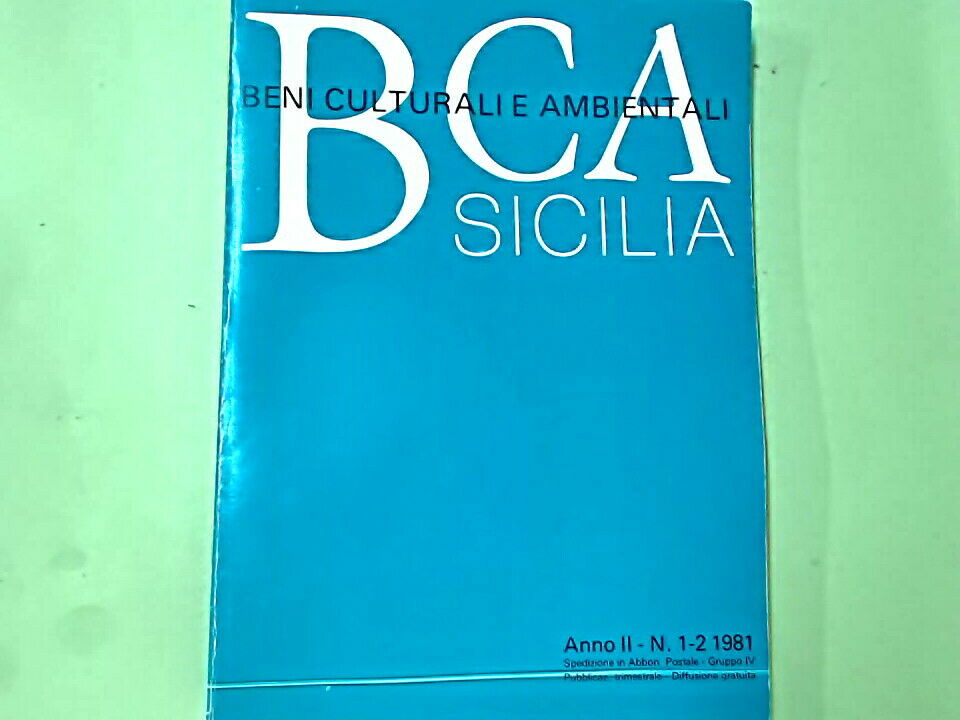 BCA
BENI CULTURALI E AMBIENTALI
SICILIA
Anno II - N. 1-2 1981
Spedizione in Abbon. Postale - Gruppo IV
Pubblicaz. trimestrale - Diffusione gratuita